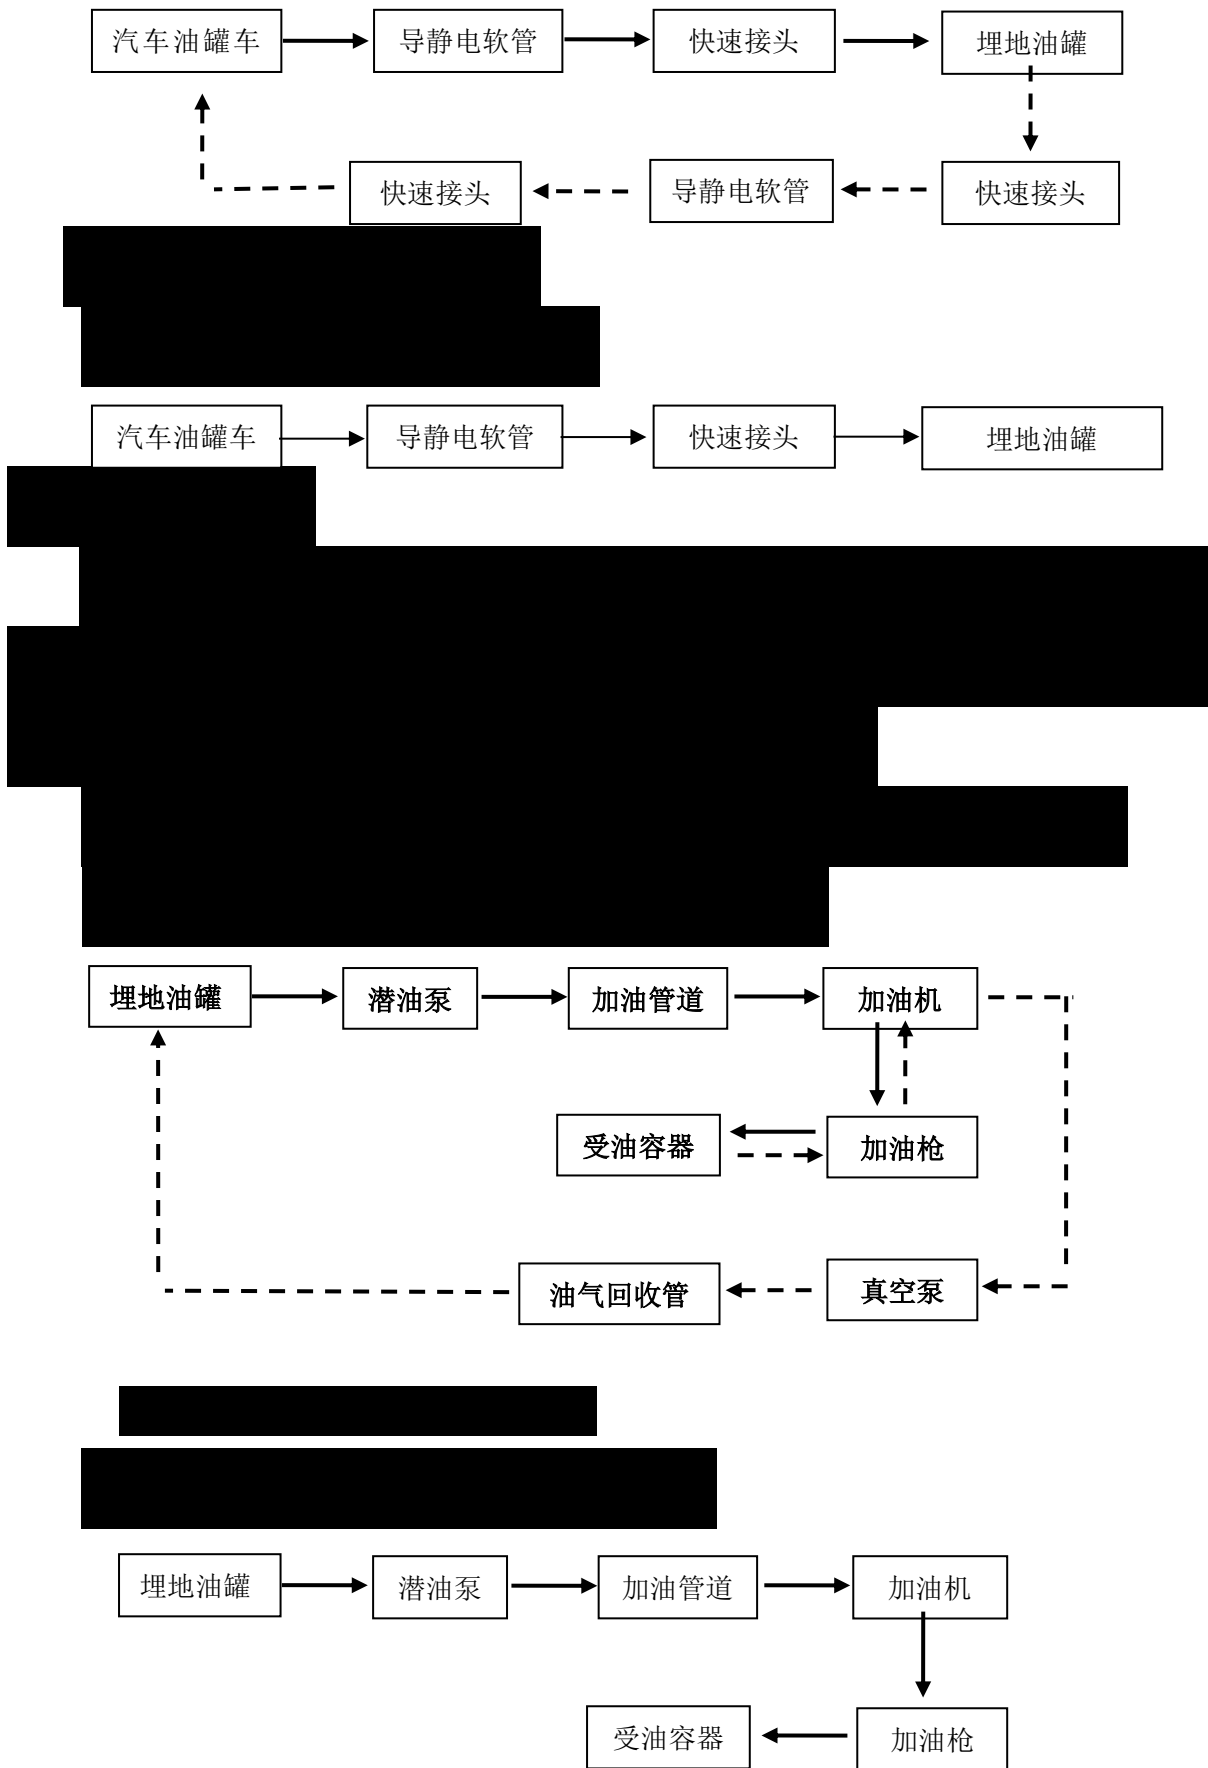 汽车油罐车 导静电软管 快速接头 埋地油罐
快速接头 导静电软管 快速接头
汽车油罐车 导静电软管 快速接头 埋地油罐
埋地油罐 潜油泵 加油管道 加油机
受油容器 加油枪
油气回收管 真空泵
埋地油罐 潜油泵 加油管道 加油机
受油容器 加油枪